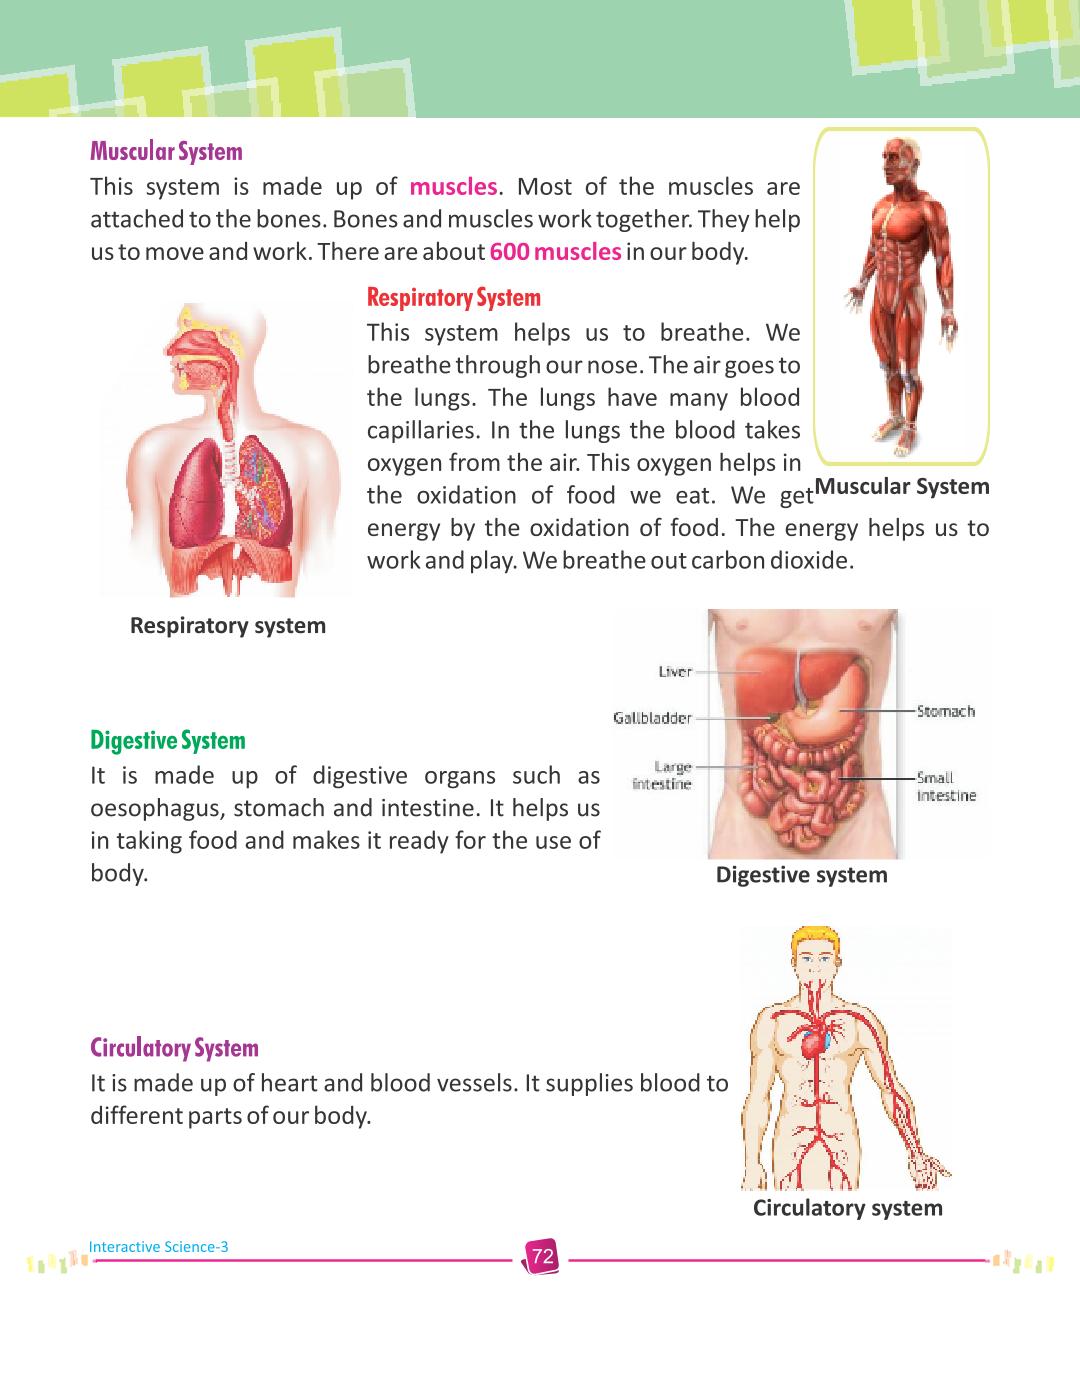 Muscular System
This system is made up of muscles. Most of the muscles are
attached to the bones. Bones and muscles work together. They help
us to move and work. There are about 600 muscles in our body.
Respiratory System
This system helps us to breathe. We
breathe through our nose. The air goes to
the lungs. The lungs have many blood
capillaries. In the lungs the blood takes
oxygen from the air. This oxygen helps in
the oxidation of food we eat. We get
energy by the oxidation of food. The energy helps us to
work and play. We breathe out carbon dioxide.
Muscular System
Respiratory system
Liver
Gallbladder
Large
intestine
Stomach
Small
intestine
Digestive system
Digestive System
It is made up of digestive organs such as
oesophagus, stomach and intestine. It helps us
in taking food and makes it ready for the use of
body.
Circulatory System
It is made up of heart and blood vessels. It supplies blood to
different parts of our body.
Circulatory system
Interactive Science-3
72